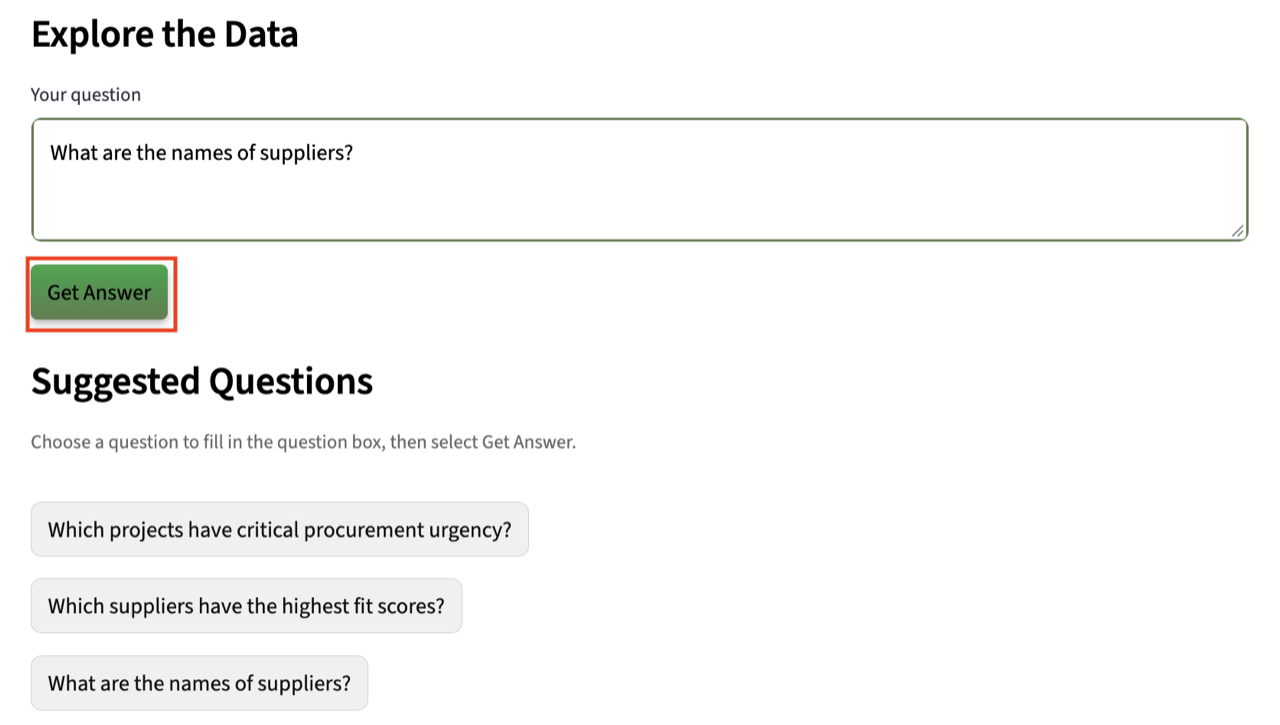 Explore the Data
Your question
What are the names of suppliers?
Get Answer
Suggested Questions
Choose a question to fill in the question box, then select Get Answer.
Which projects have critical procurement urgency?
Which suppliers have the highest fit scores?
What are the names of suppliers?